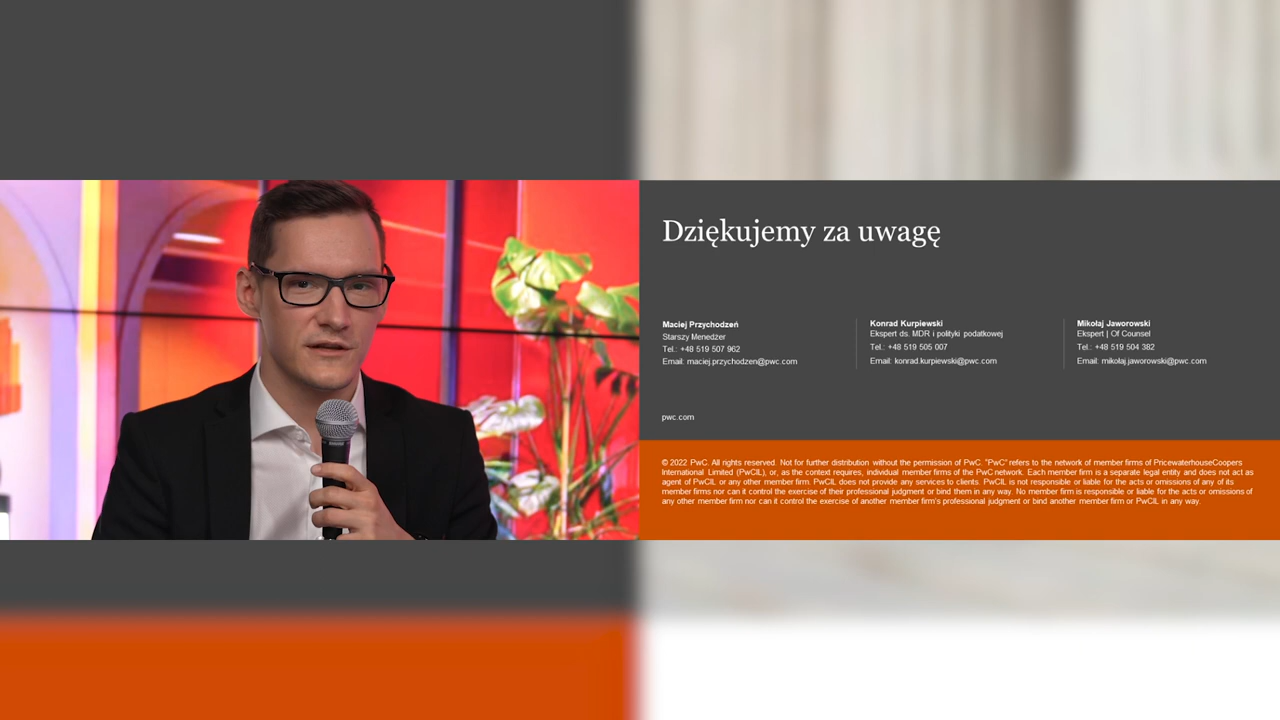 Dziękujemy za uwagę
Maciej Przychodzeń
Starszy Menedżer
Tel.: +48 519 507 962
Email: maciej.przychodzen@pwc.com
Konrad Kurpiewski
Ekspert ds. MDR i polityki podatkowej
Tel.: +48 519 505 007
Email: konrad.kurpiewski@pwc.com
Mikołaj Jaworowski
Ekspert | Of Counsel
Tel.: +48 519 504 382
Email: mikołaj.jaworowski@pwc.com
pwc.com
© 2022 PwC. All rights reserved. Not for further distribution without the permission of PwC. "PwC" refers to the network of member firms of PricewaterhouseCoopers
International Limited (PwCIL), or, as the context requires, individual member firms of the PwC network. Each member firm is a separate legal entity and does not act as
agent of PwCIL or any other member firm. PwCIL does not provide any services to clients. PwCIL is not responsible or liable for the acts or omissions of any of its
member firms nor can it control the exercise of their professional judgment or bind them in any way. No member firm is responsible or liable for the acts or omissions of
any other member firm nor can it control the exercise of another member firm's professional judgment or bind another member firm or PwCIL in any way.